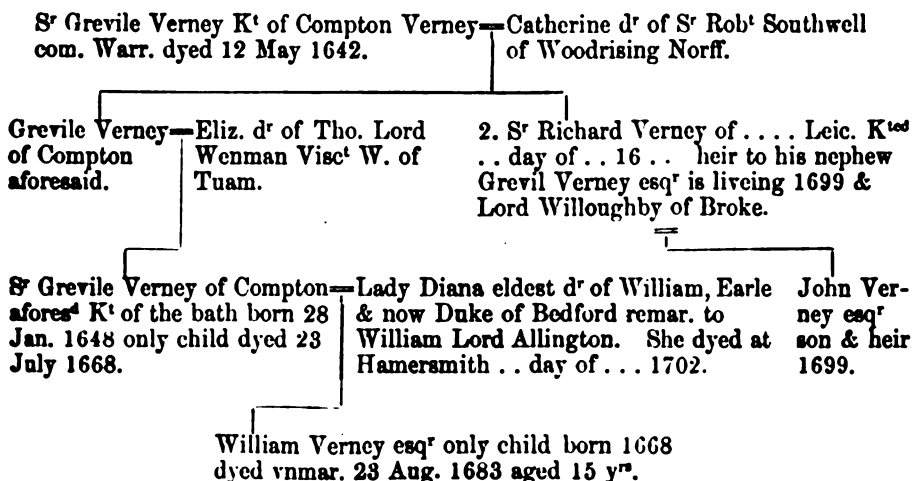 Sʳ Grevile Verney Kᵗ of Compton Verney=Catherine dʳ of Sʳ Robᵗ Southwell
com. Warr. dyed 12 May 1642. of Woodrising Norff.
Grevile Verney=Eliz. dʳ of Tho. Lord
of Compton Wenman Viscᵗ W. of
aforesaid. Tuam.
2. Sʳ Richard Verney of .... Leic. Kᵗᵉᵈ
.. day of .. 16 .. heir to his nephew
Grevil Verney esqʳ is liveing 1699 &
Lord Willoughby of Broke.
Sʳ Grevile Verney of Compton=Lady Diana eldest dʳ of William, Earle
aforesᵈ Kᵗ of the bath born 28 & now Duke of Bedford remar. to
Jan. 1648 only child dyed 23 William Lord Allington. She dyed at
July 1668. Hamersmith .. day of ... 1702.
John Ver-
ney esqʳ
son & heir
1699.
William Verney esqʳ only child born 1668
dyed vnmar. 23 Aug. 1683 aged 15 yʳˢ.